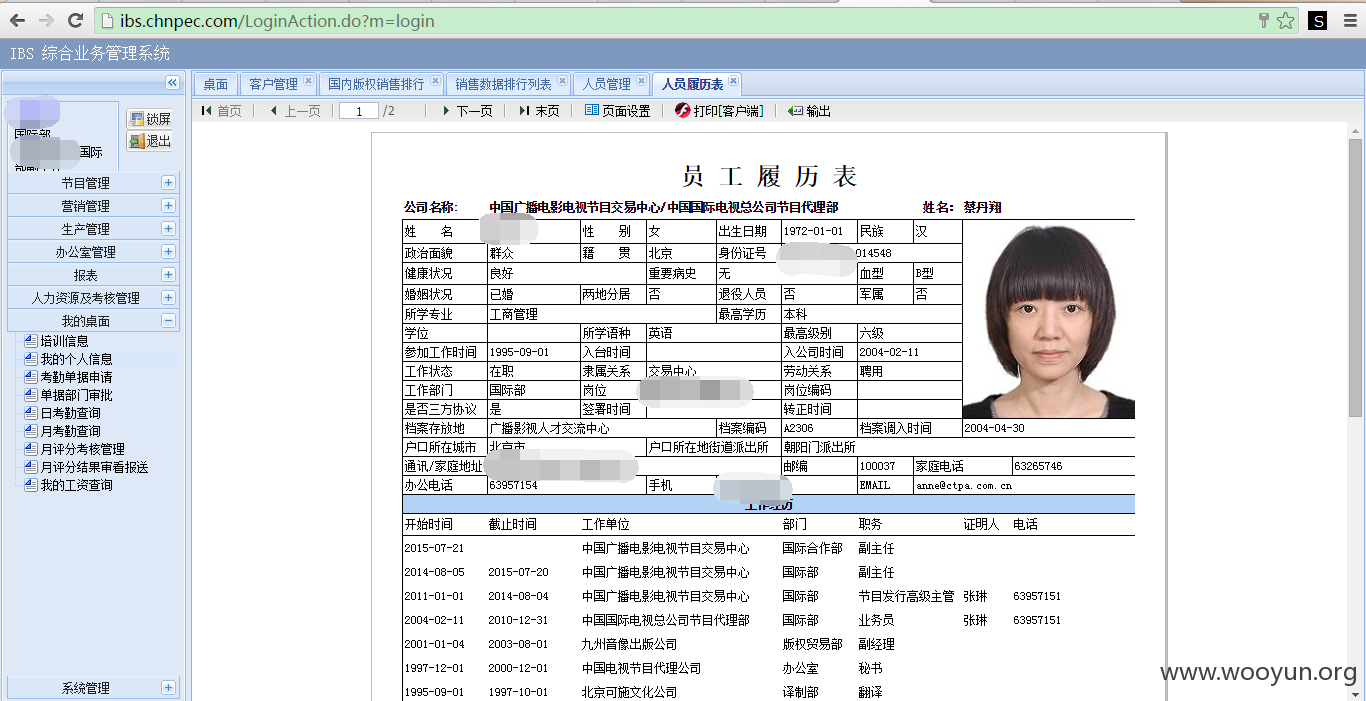 ibs.chnpec.com/LoginAction.do?m=login
IBS 综合业务管理系统
桌面 客户管理 国内版权销售排行 销售数据排行列表 人员管理 人员履历表
首页 上一页 1 /2 下一页 末页 页面设置 打印[客户端] 输出
国际部
国际
锁屏
退出
节目管理
营销管理
生产管理
办公室管理
报表
人力资源及考核管理
我的桌面
培训信息
我的个人信息
考勤单据申请
单据部门审批
日考勤查询
月考勤查询
月评分考核管理
月评分结果审看报送
我的工资查询
系统管理
员工履历表
公司名称: 中国广播电影电视节目交易中心/中国国际电视总公司节目代理部 姓名: 蔡丹翔
姓 名 性 别 女 出生日期 1972-01-01 民族 汉
政治面貌 群众 籍 贯 北京 身份证号 014548
健康状况 良好 重要病史 无 血型 B型
婚姻状况 已婚 两地分居 否 退役人员 否 军属 否
所学专业 工商管理 最高学历 本科
学位 所学语种 英语 最高级别 六级
参加工作时间 1995-09-01 入台时间 入公司时间 2004-02-11
工作状态 在职 隶属关系 交易中心 劳动关系 聘用
工作部门 国际部 岗位 岗位编码
是否三方协议 是 签署时间 转正时间
档案存放地 广播影视人才交流中心 档案编码 A2306 档案调入时间 2004-04-30
户口所在城市 北京市 户口所在地街道派出所 朝阳门派出所
通讯/家庭地址 邮编 100037 家庭电话 63265746
办公电话 63957154 手机 EMAIL anne@ctpa.com.cn
工作经历
开始时间 截止时间 工作单位 部门 职务 证明人 电话
2015-07-21 中国广播电影电视节目交易中心 国际合作部 副主任
2014-08-05 2015-07-20 中国广播电影电视节目交易中心 国际部 副主任
2011-01-01 2014-08-04 中国广播电影电视节目交易中心 国际部 节目发行高级主管 张琳 63957151
2004-02-11 2010-12-31 中国国际电视总公司节目代理部 国际部 业务员 张琳 63957151
2001-01-04 2003-08-01 九州音像出版公司 版权贸易部 副经理
1997-12-01 2000-12-01 中国电视节目代理公司 办公室 秘书
1995-09-01 1997-10-01 北京可施文化公司 译制部 翻译
www.wooyun.org